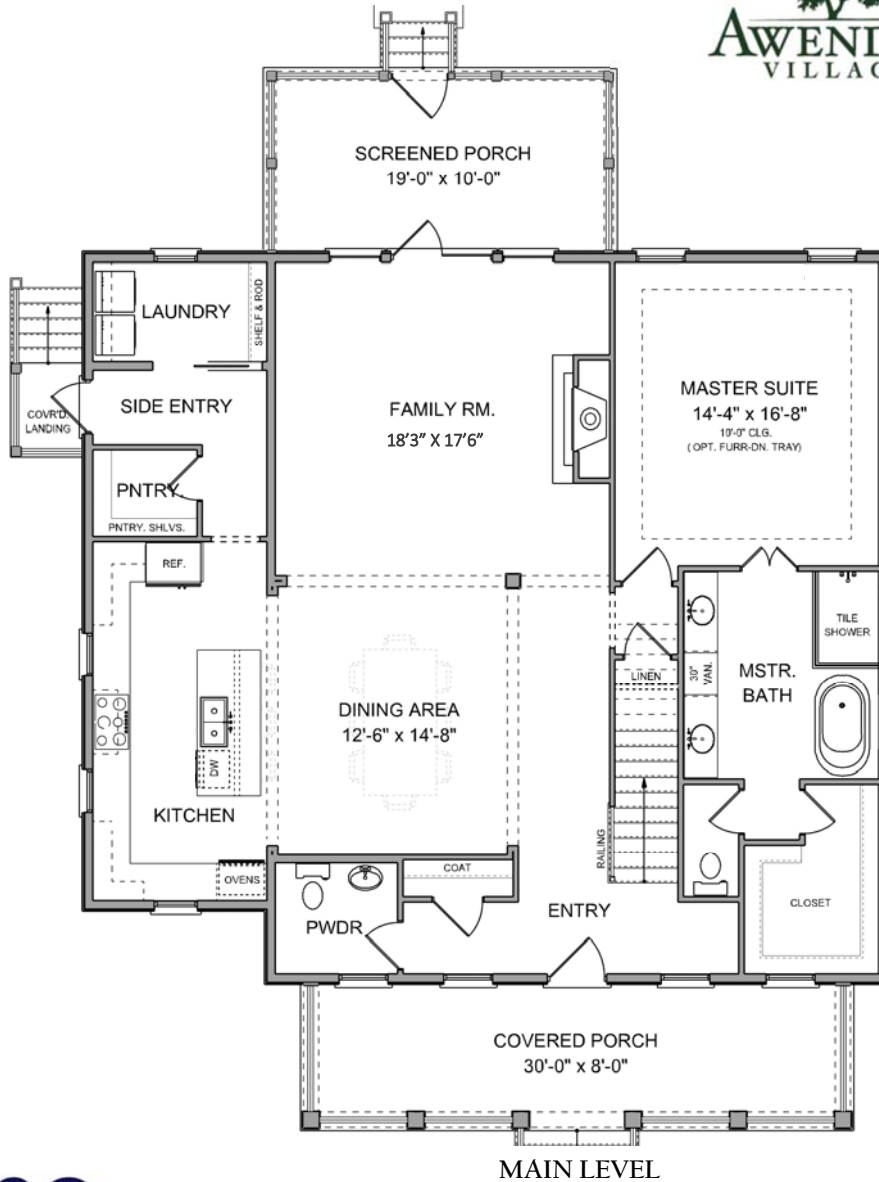 AWEND
VILLAG
SCREENED PORCH
19'-0" x 10'-0"
LAUNDRY
SHELF & ROD
SIDE ENTRY
COVR'D.
LANDING
FAMILY RM.
18'3" X 17'6"
MASTER SUITE
14'-4" x 16'-8"
10'-0" CLG.
( OPT. FURR-DN. TRAY)
PNTRY.
PNTRY. SHLVS.
REF.
TILE
SHOWER
LINEN
30"
VAN.
MSTR.
BATH
DINING AREA
12'-6" x 14'-8"
DW
KITCHEN
RAILING
OVENS
COAT
CLOSET
ENTRY
PWDR
COVERED PORCH
30'-0" x 8'-0"
MAIN LEVEL